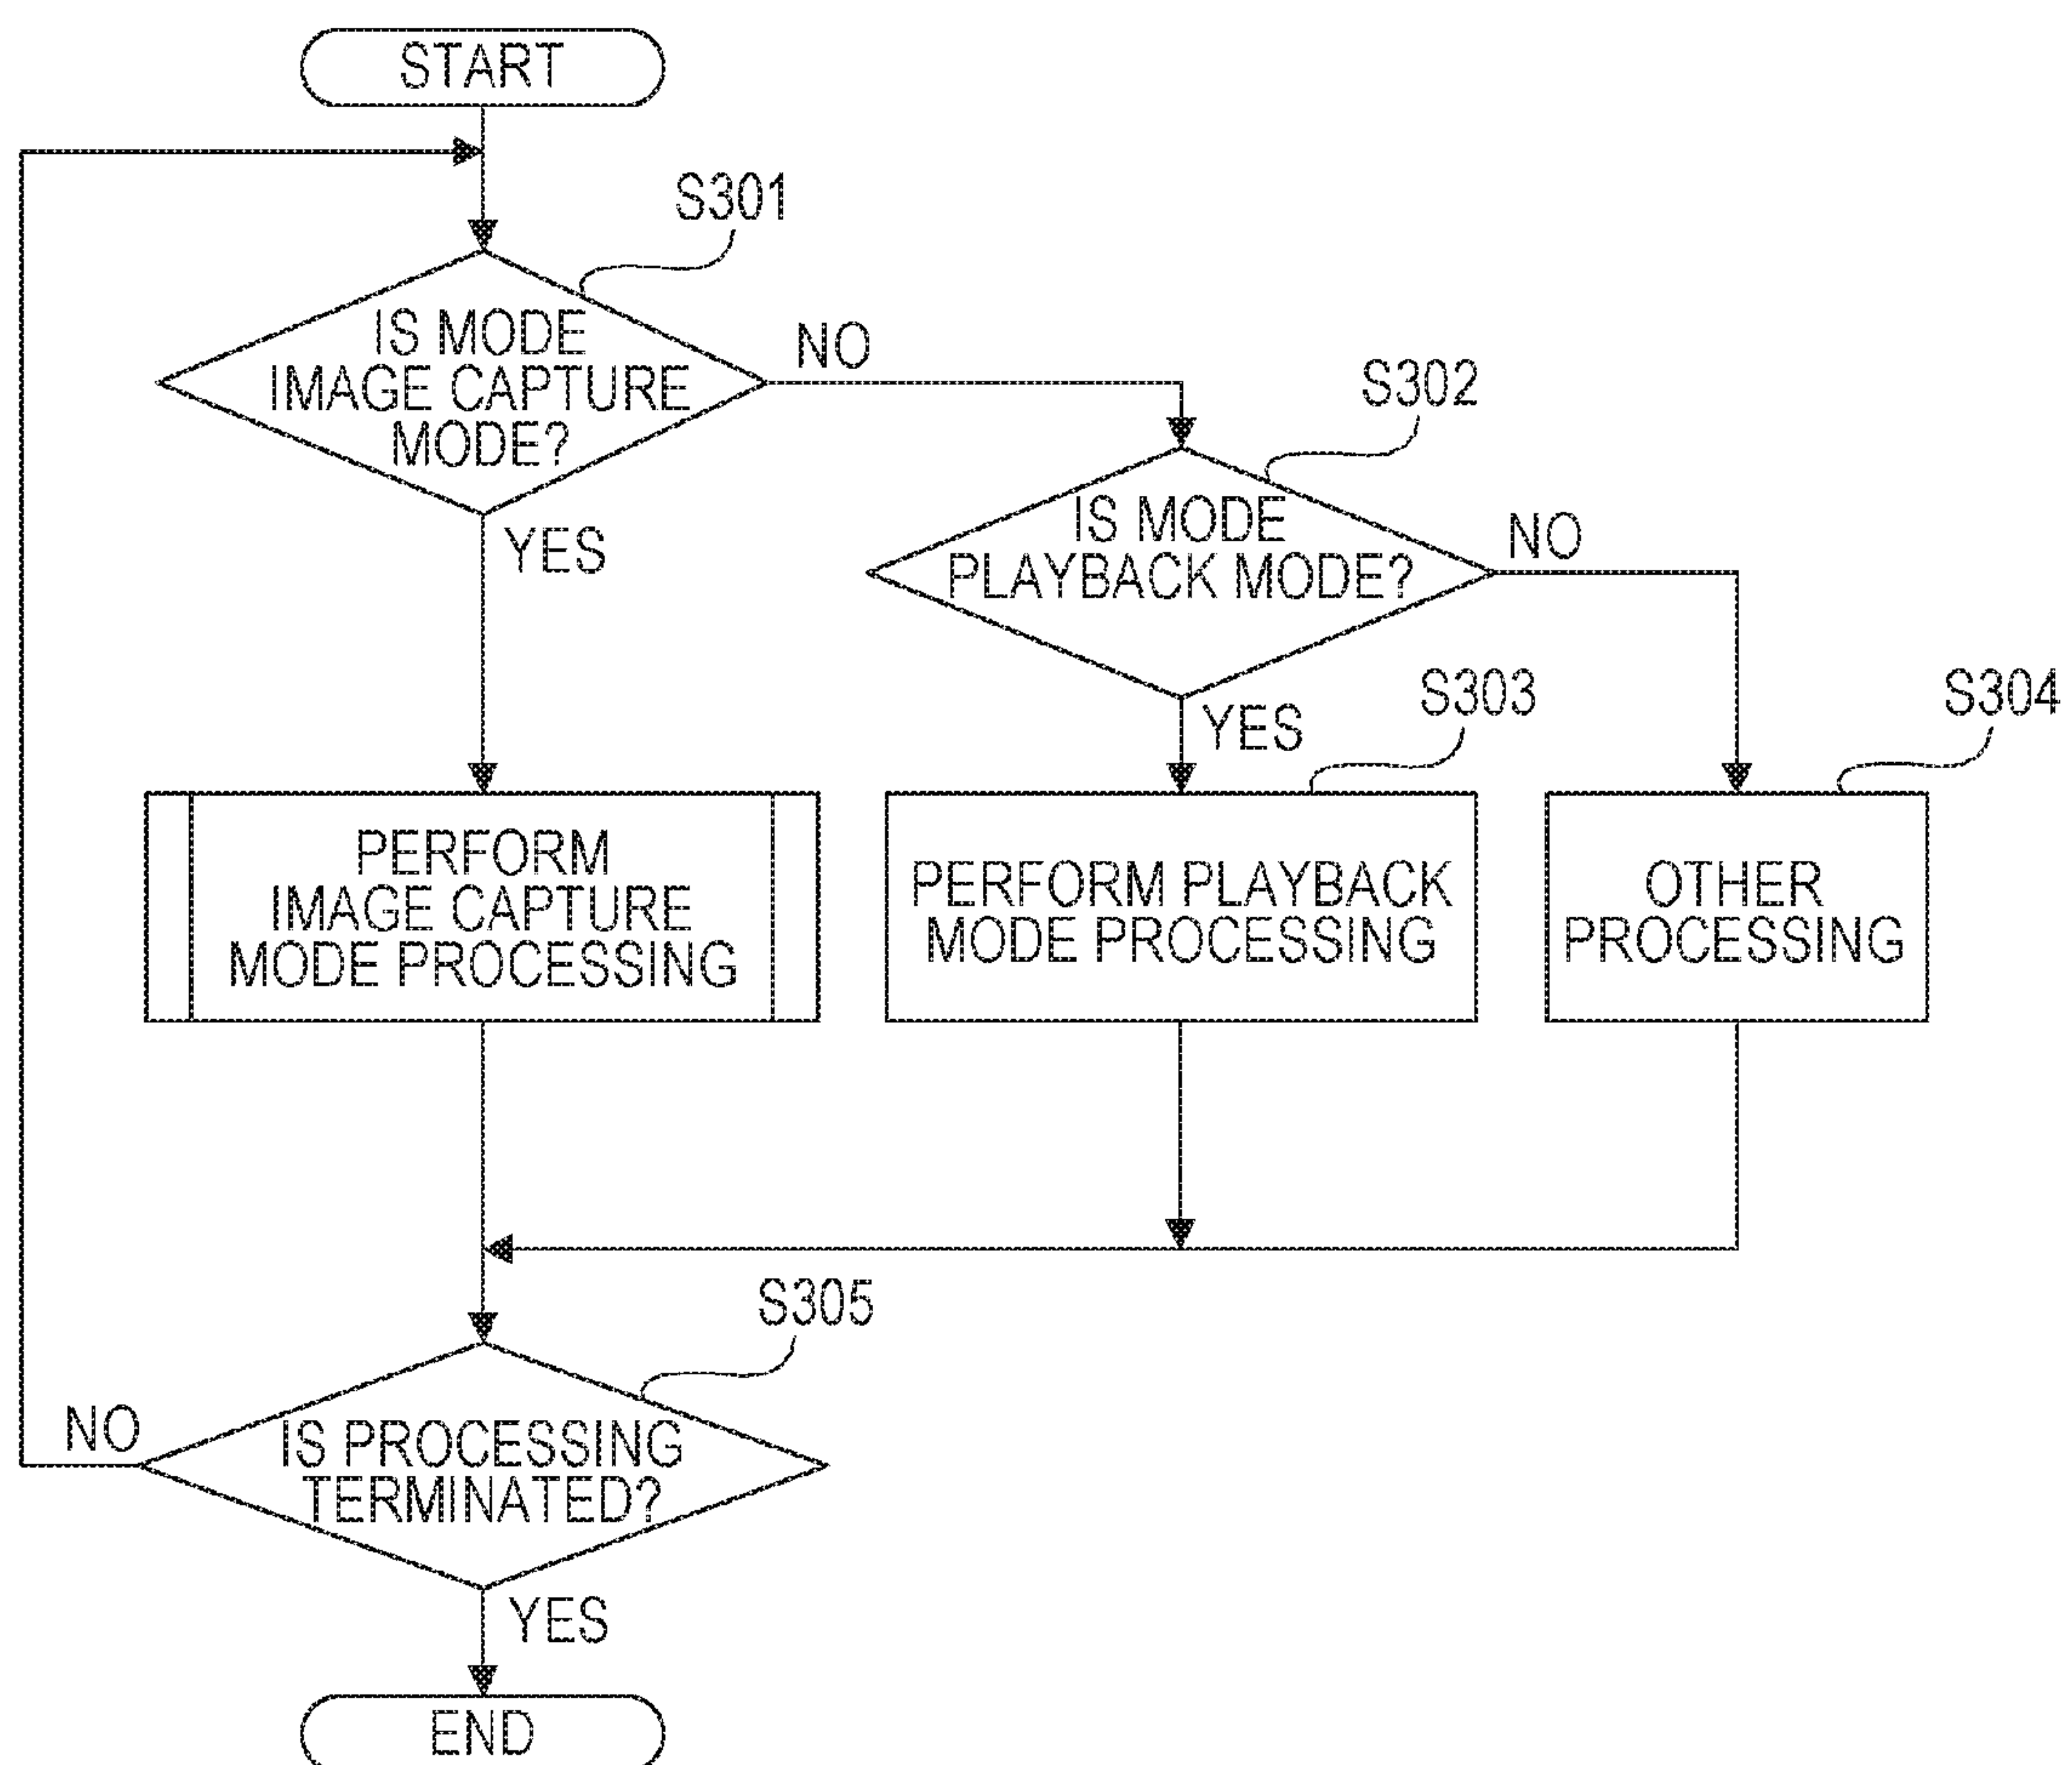 START
S301
IS MODE
IMAGE CAPTURE
MODE?
NO
YES
S302
IS MODE
PLAYBACK MODE?
NO
YES
S303
S304
PERFORM
IMAGE CAPTURE
MODE PROCESSING
PERFORM PLAYBACK
MODE PROCESSING
OTHER
PROCESSING
S305
IS PROCESSING
TERMINATED?
NO
YES
END